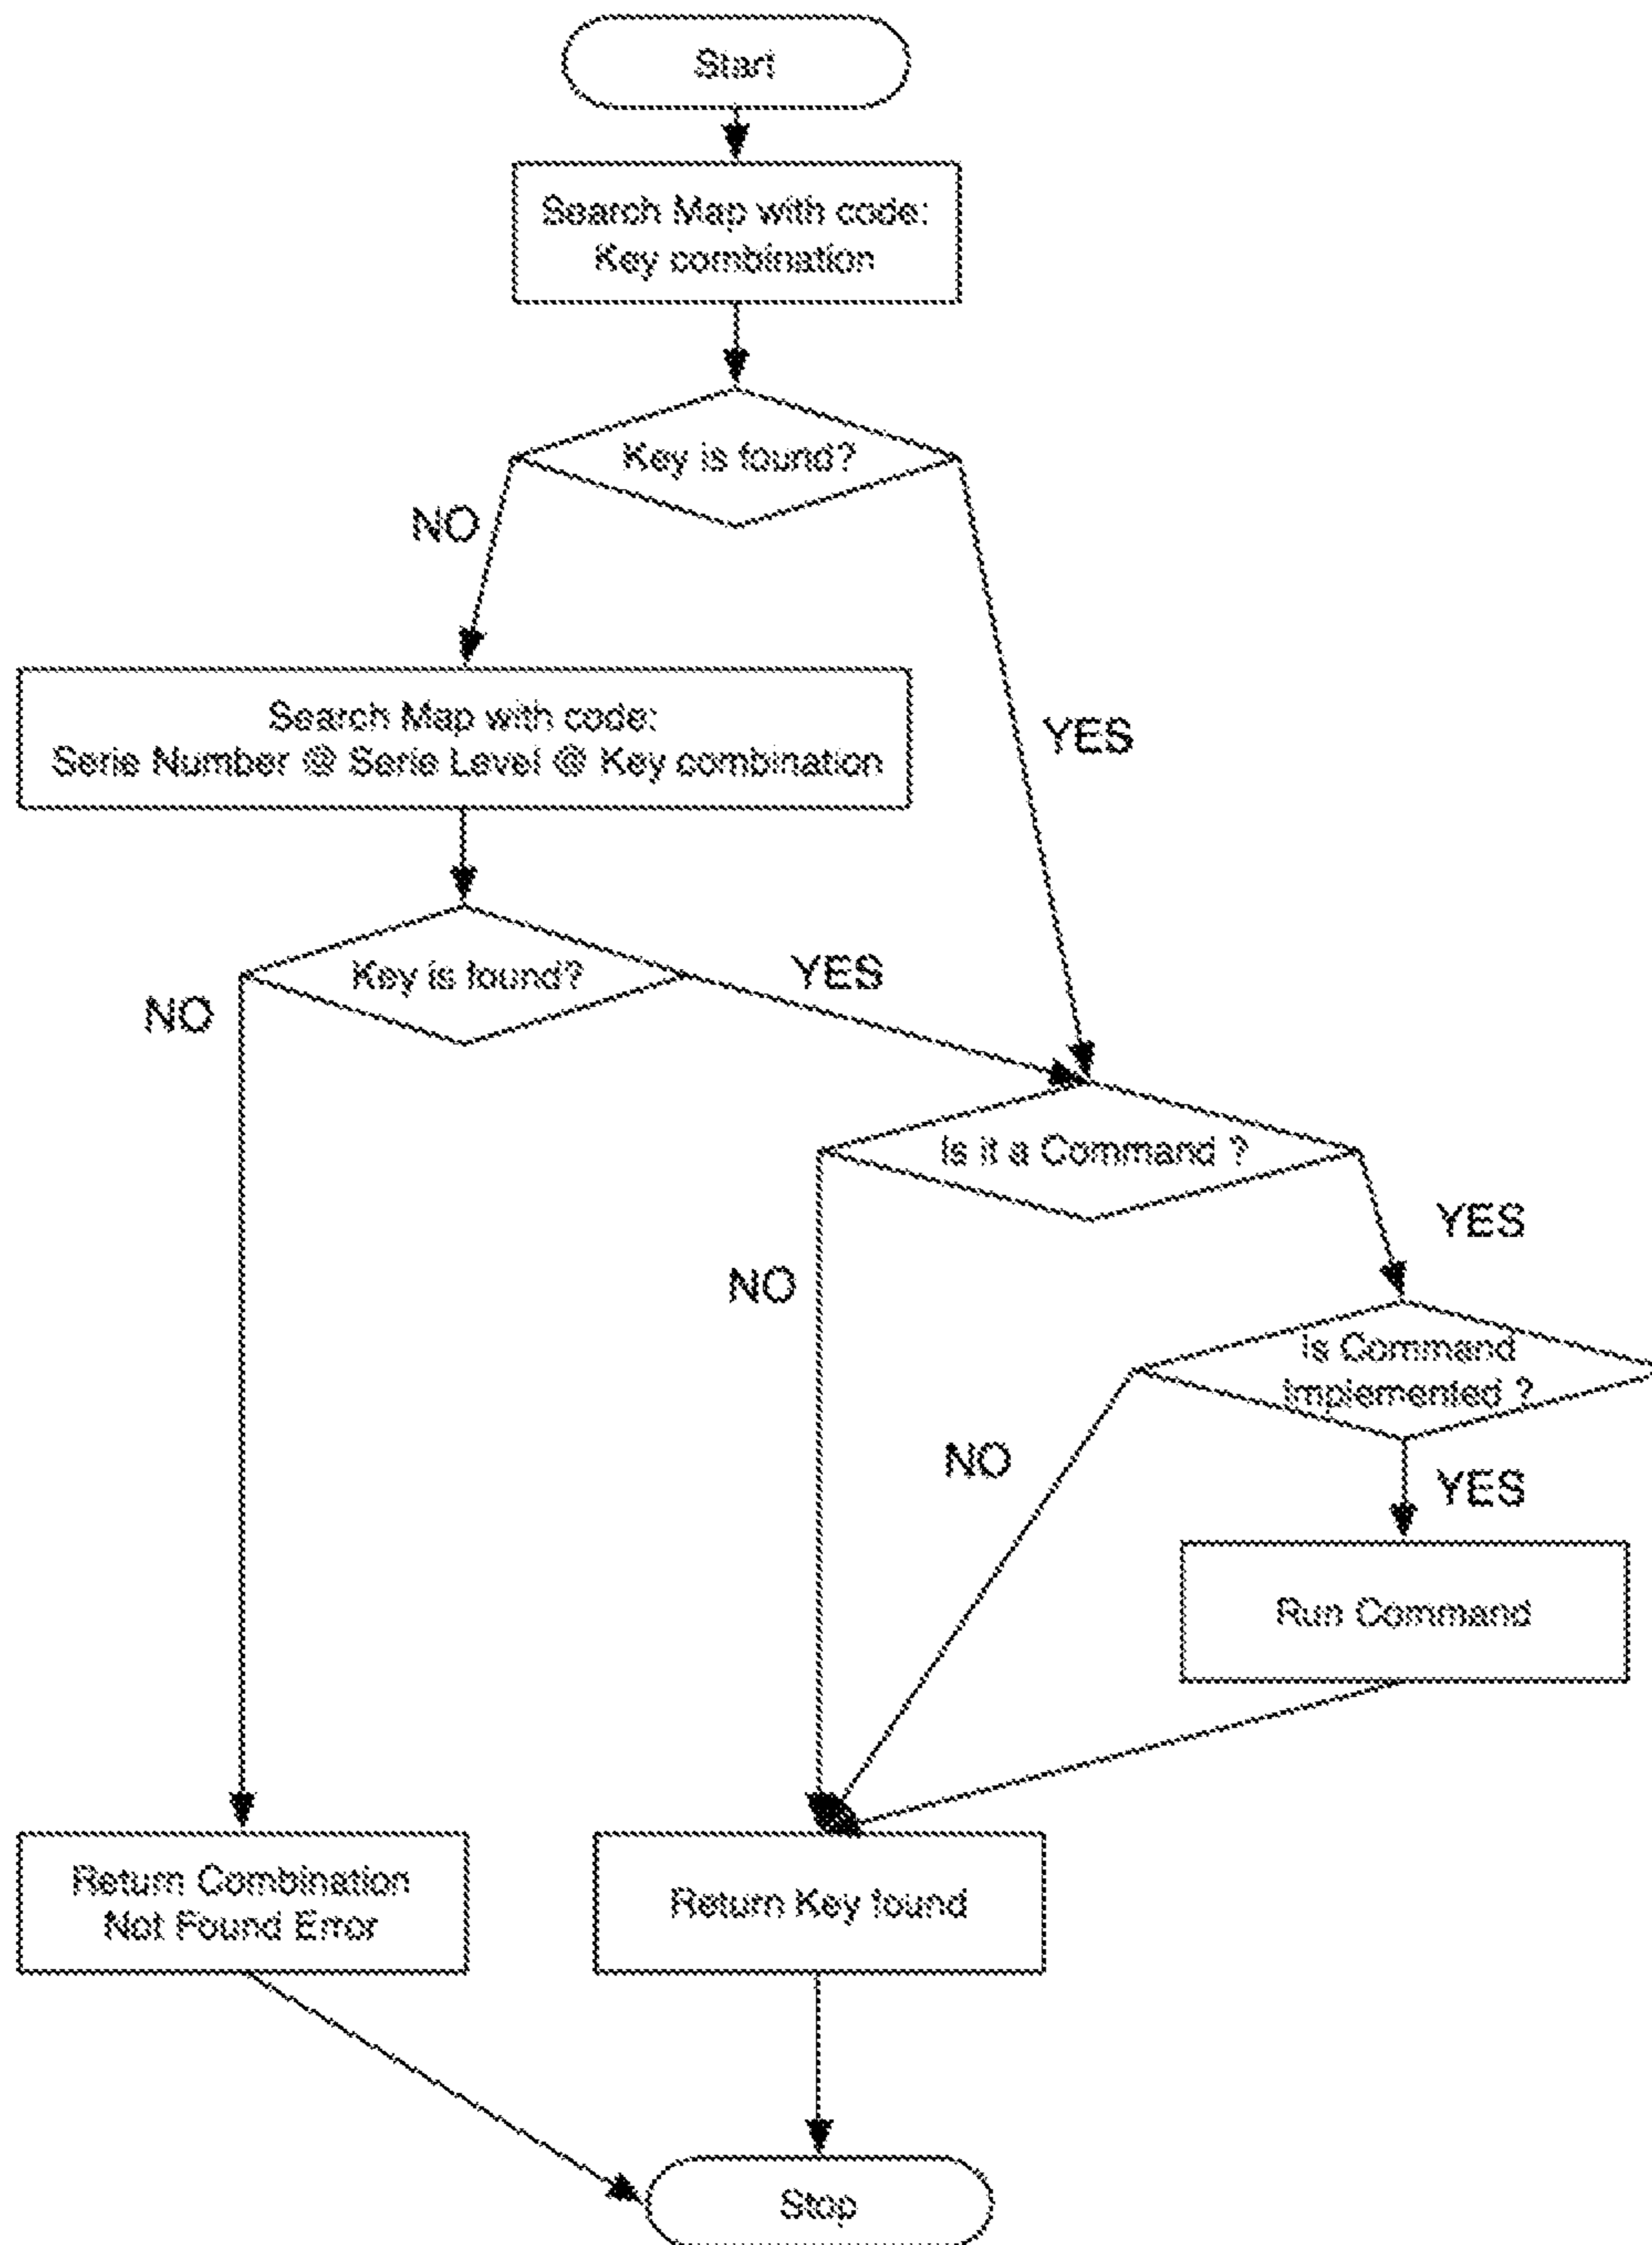 Start
Search Map with code:
Key combination
Key is found?
NO
YES
Search Map with code:
Serie Number @ Serie Level @ Key combination
Key is found?
YES
NO
Is it a Command ?
YES
NO
Is Command
implemented ?
NO
YES
Run Command
Return Combination
Not Found Error
Return Key found
Stop